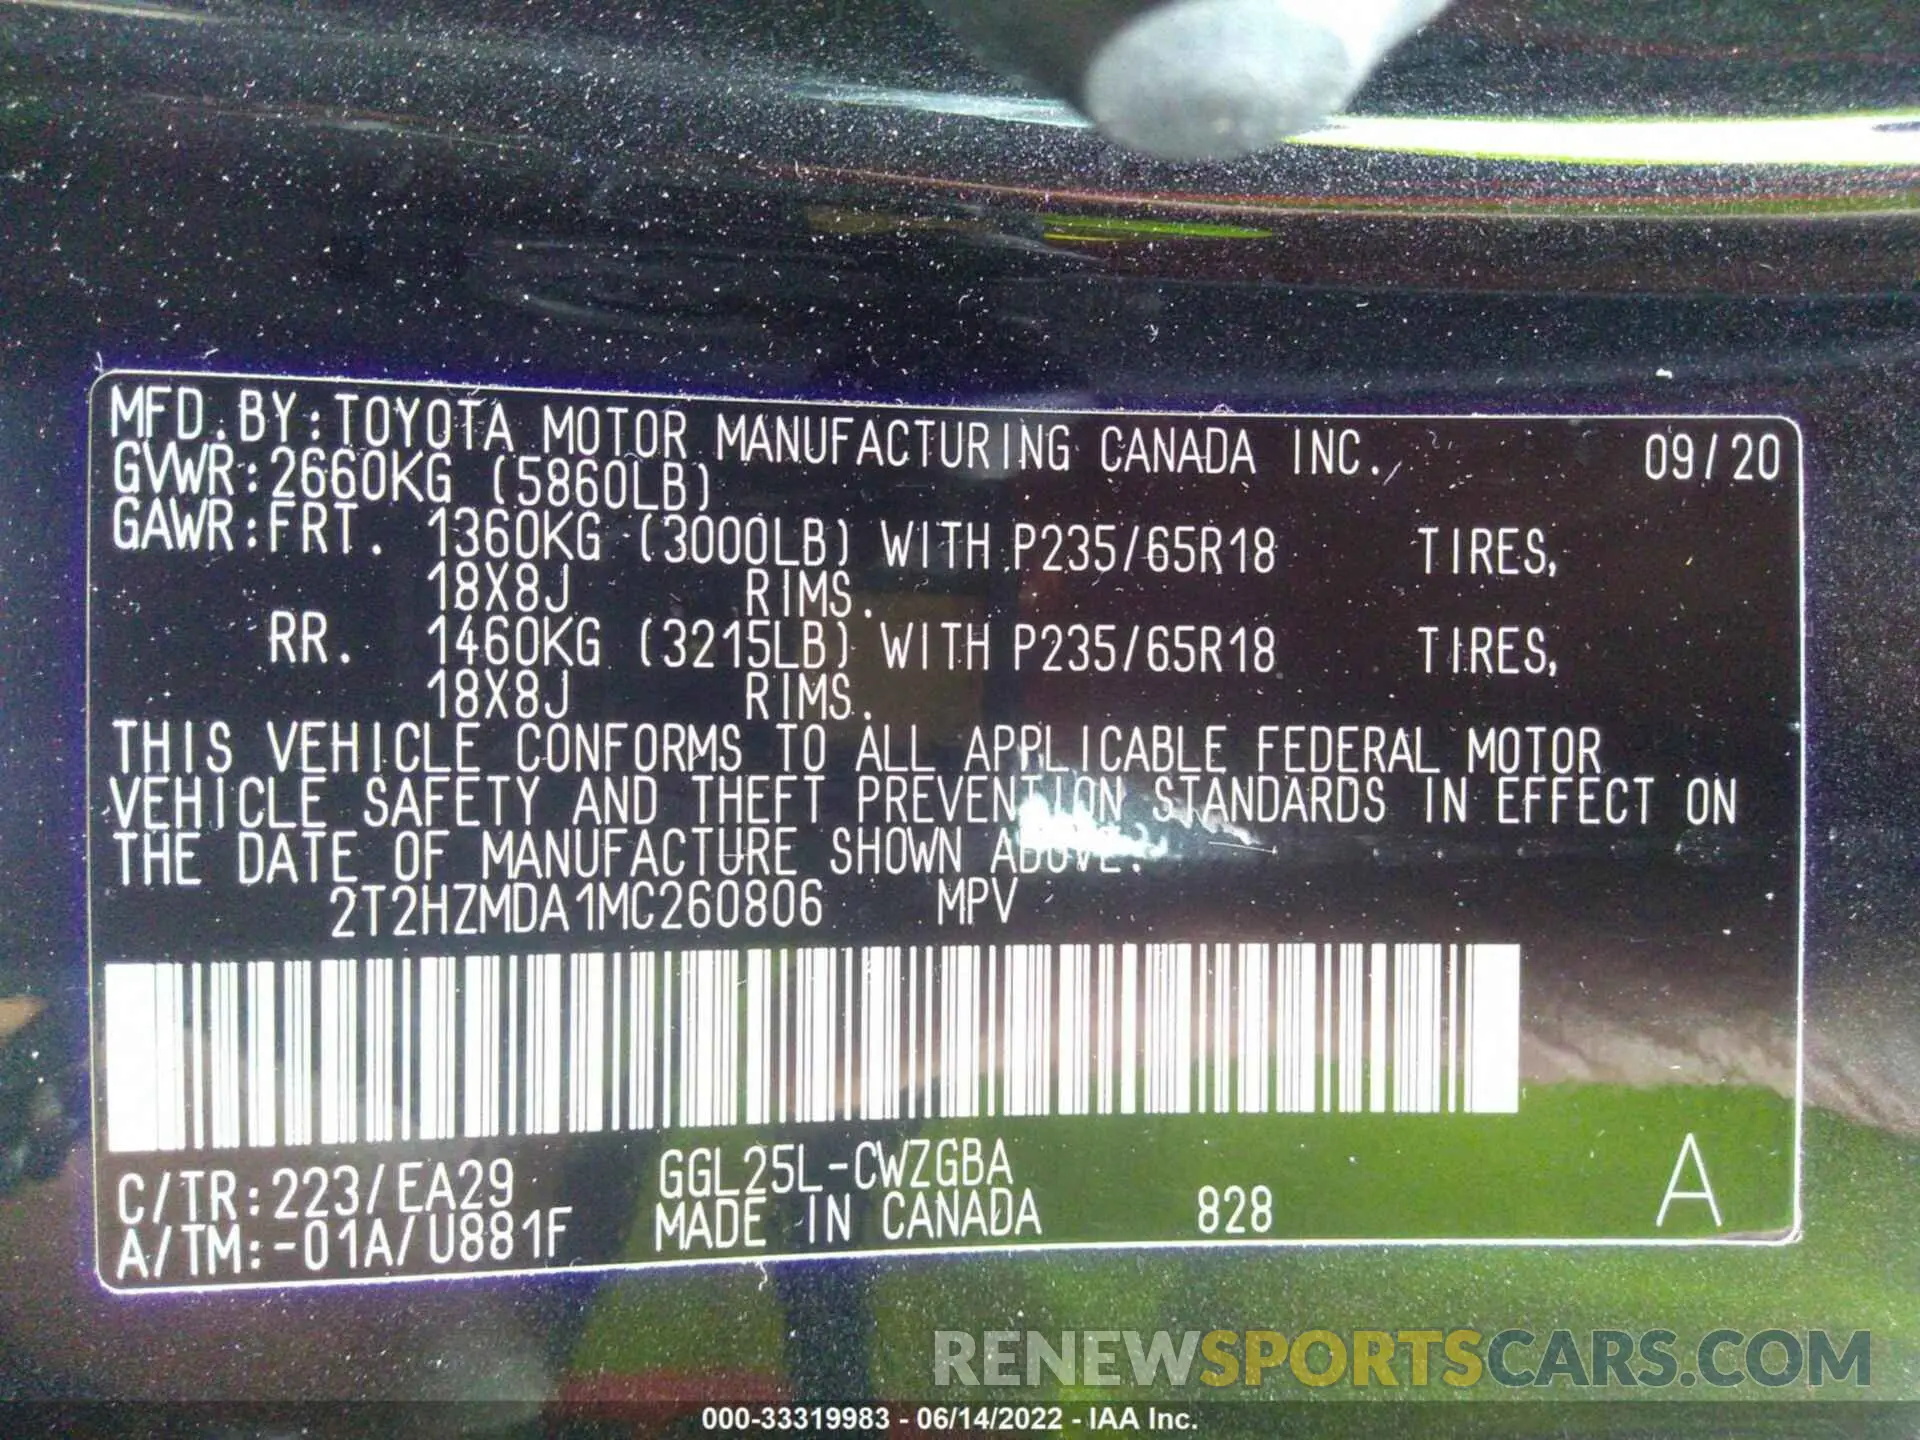 MFD.BY:TOYOTA MOTOR MANUFACTURING CANADA INC., 09/20
GVWR:2660KG (5860LB)
GAWR:FRT. 1360KG (3000LB) WITH P235/65R18 TIRES,
18X8J RIMS.
RR. 1460KG (3215LB) WITH P235/65R18 TIRES,
18X8J RIMS.
THIS VEHICLE CONFORMS TO ALL APPLICABLE FEDERAL MOTOR
VEHICLE SAFETY AND THEFT PREVENTION STANDARDS IN EFFECT ON
THE DATE OF MANUFACTURE SHOWN ABOVE.
2T2HZMDA1MC260806 MPV
C/TR:223/EA29 GGL25L-CWZGBA
A/TM:-01A/U881F MADE IN CANADA 828 A
RENEWSPORTSCARS.COM
000-33319983 - 06/14/2022 - IAA Inc.